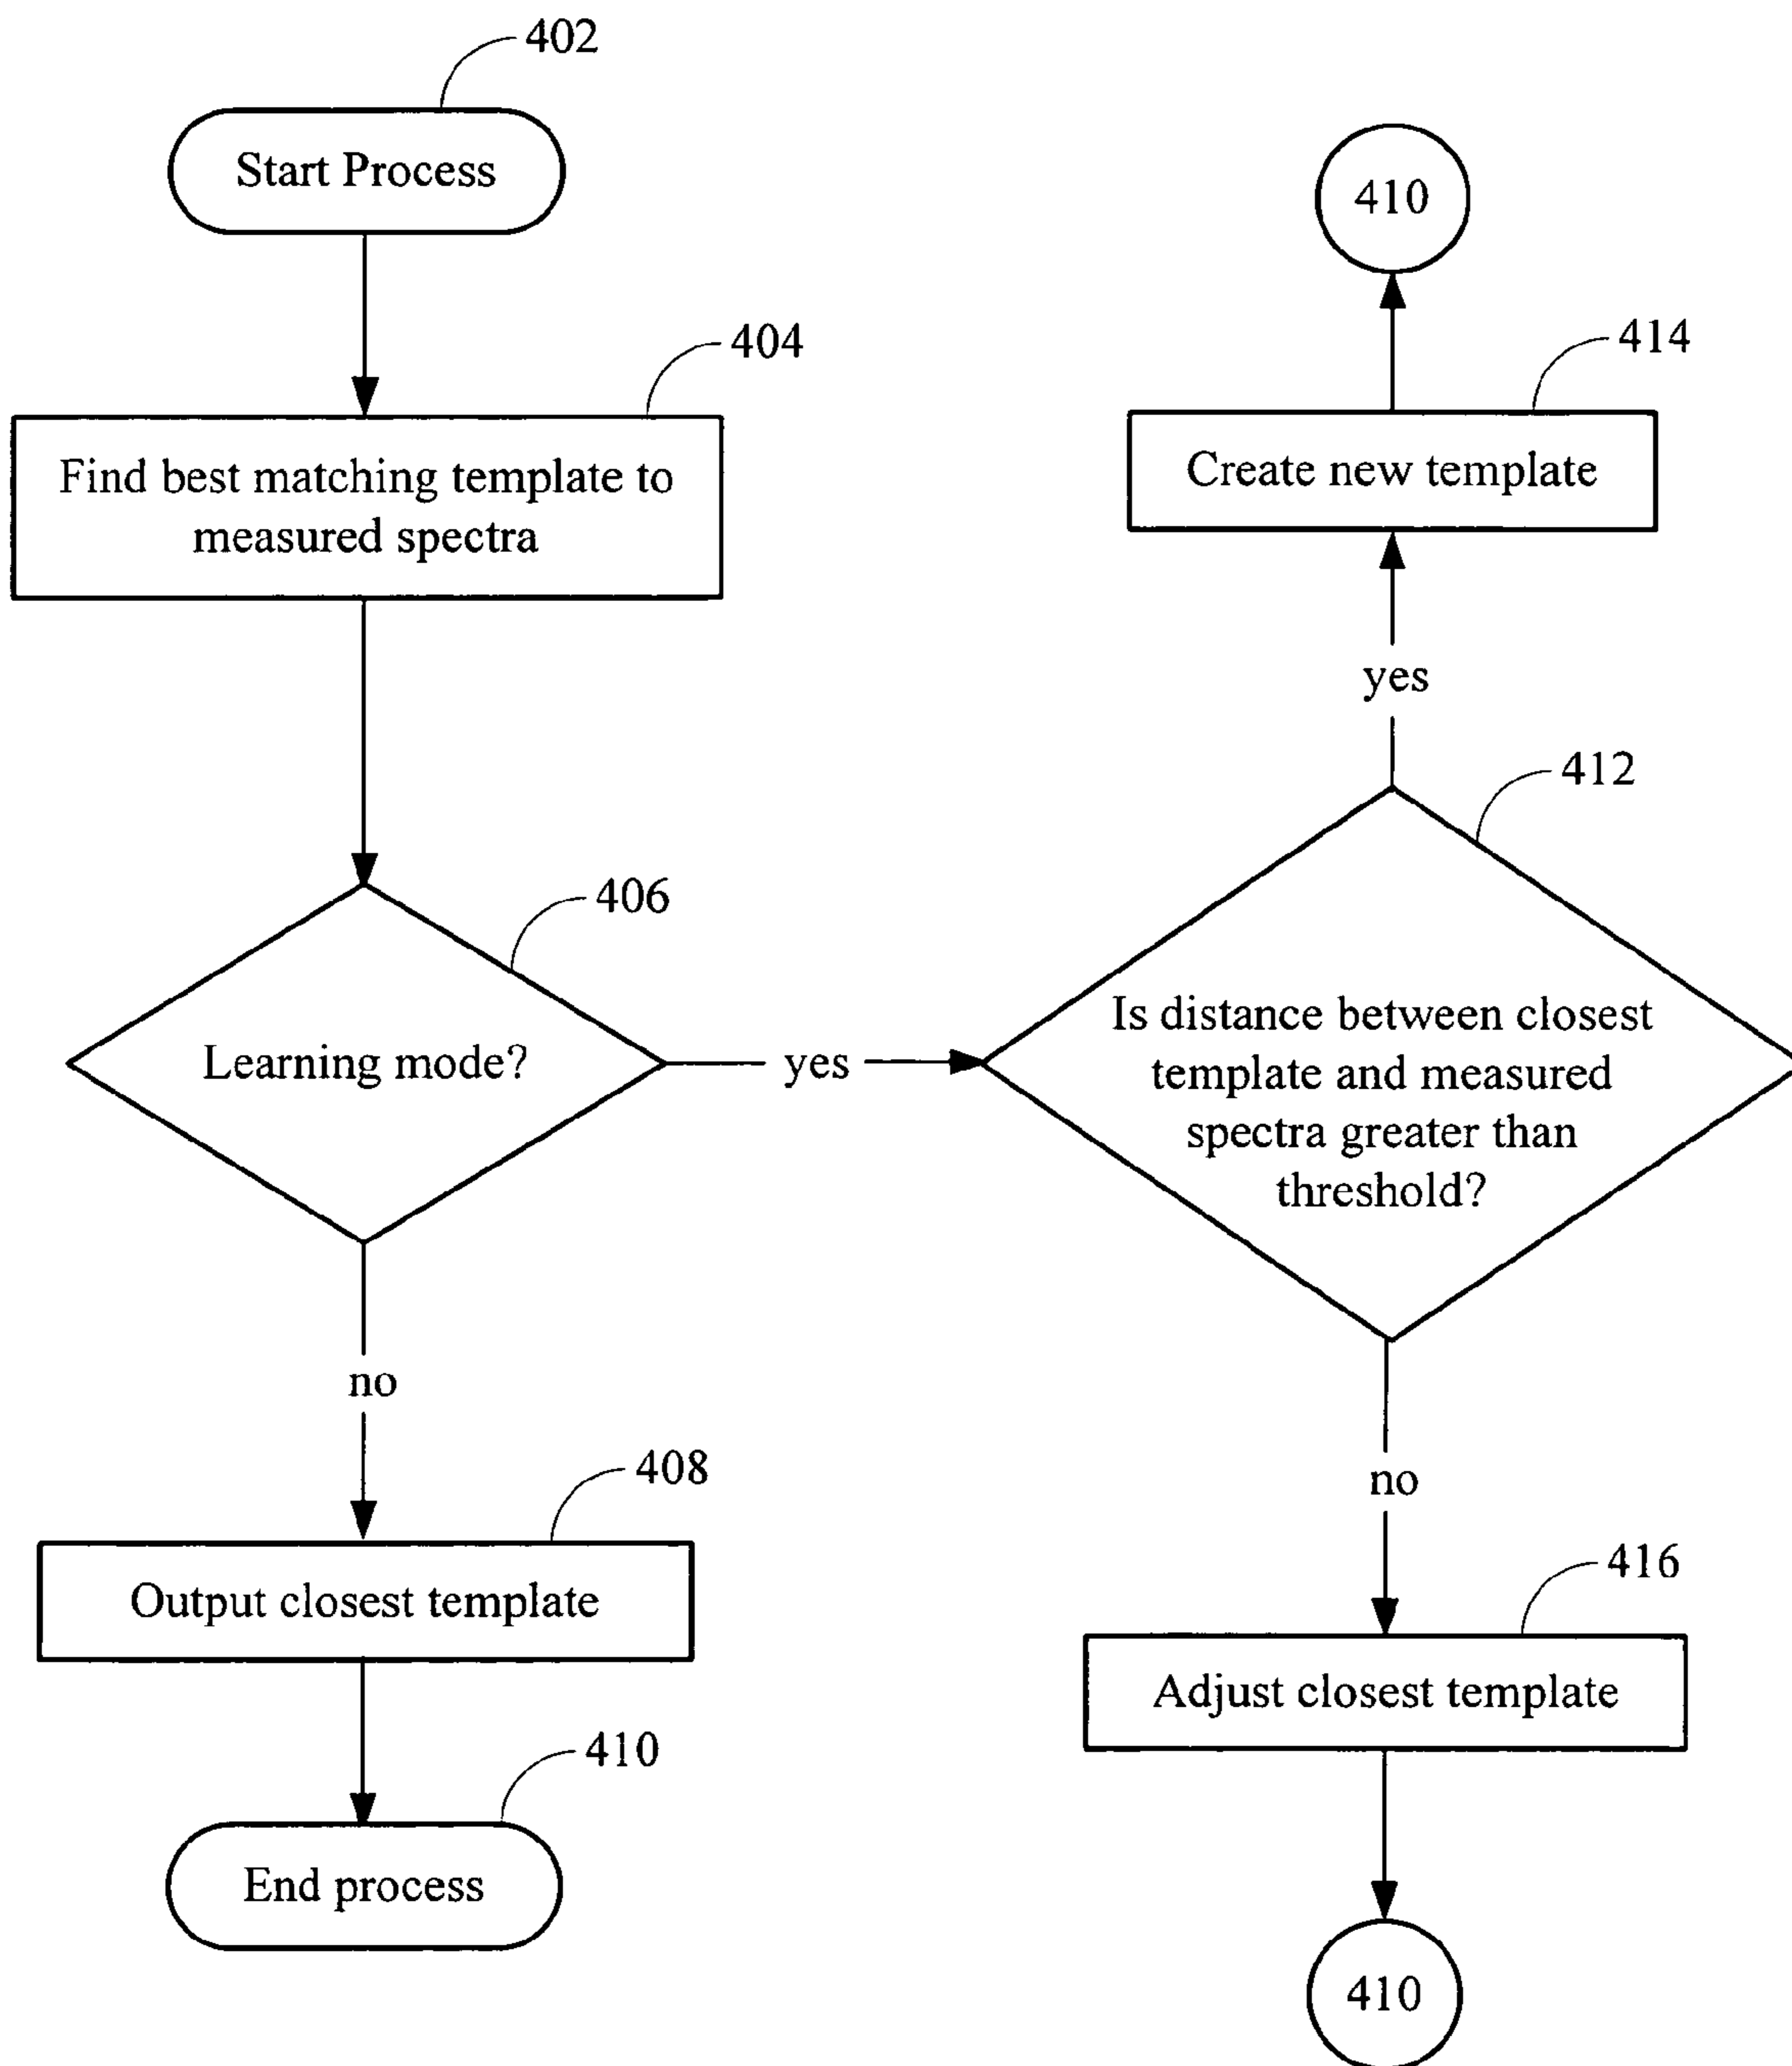 402
Start Process
404
Find best matching template to
measured spectra
406
Learning mode?
yes
no
408
Output closest template
410
End process
410
414
Create new template
yes
412
Is distance between closest
template and measured
spectra greater than
threshold?
no
416
Adjust closest template
410